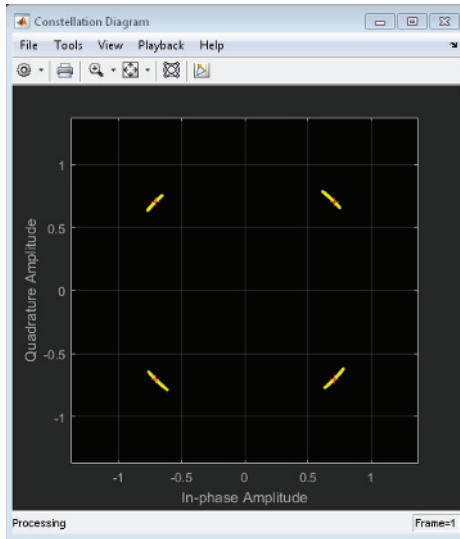 Constellation Diagram
File Tools View Playback Help
Quadrature Amplitude
1
0.5
0
-0.5
-1
-1 -0.5 0 0.5 1
In-phase Amplitude
Processing Frame=1